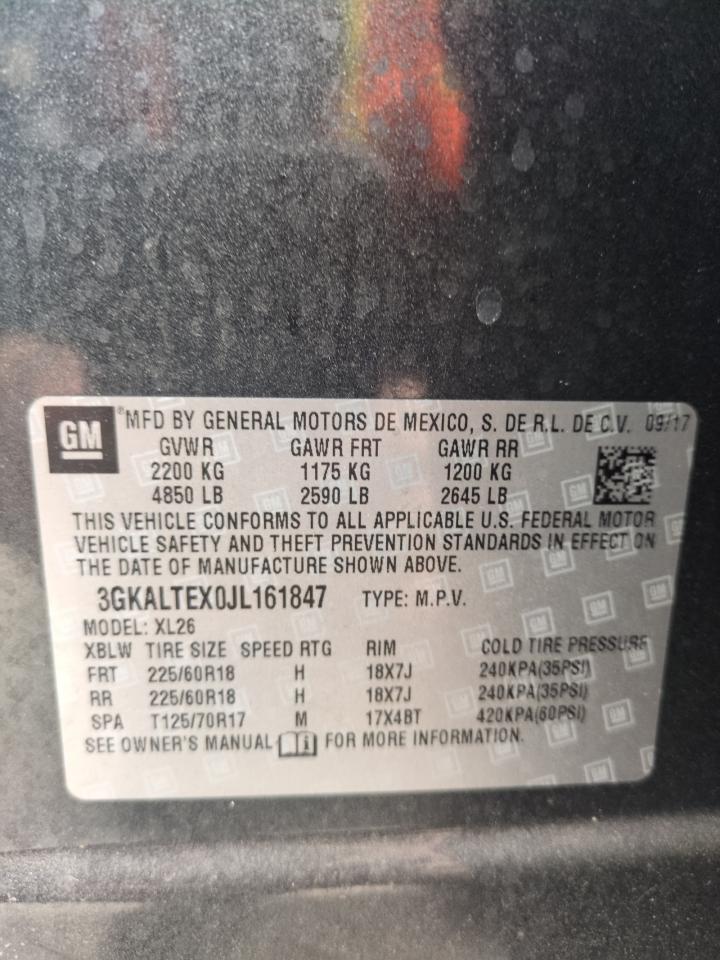 GM
®MFD BY GENERAL MOTORS DE MEXICO, S. DE R.L. DE C.V. 09/17
GVWR GAWR FRT GAWR RR
2200 KG 1175 KG 1200 KG
4850 LB 2590 LB 2645 LB
THIS VEHICLE CONFORMS TO ALL APPLICABLE U.S. FEDERAL MOTOR
VEHICLE SAFETY AND THEFT PREVENTION STANDARDS IN EFFECT ON
THE DATE OF MANUFACTURE SHOWN ABOVE.
3GKALTEX0JL161847 TYPE: M.P.V.
MODEL: XL26
XBLW TIRE SIZE SPEED RTG RIM COLD TIRE PRESSURE
FRT 225/60R18 H 18X7J 240KPA(35PSI)
RR 225/60R18 H 18X7J 240KPA(35PSI)
SPA T125/70R17 M 17X4BT 420KPA(60PSI)
SEE OWNER'S MANUAL FOR MORE INFORMATION.